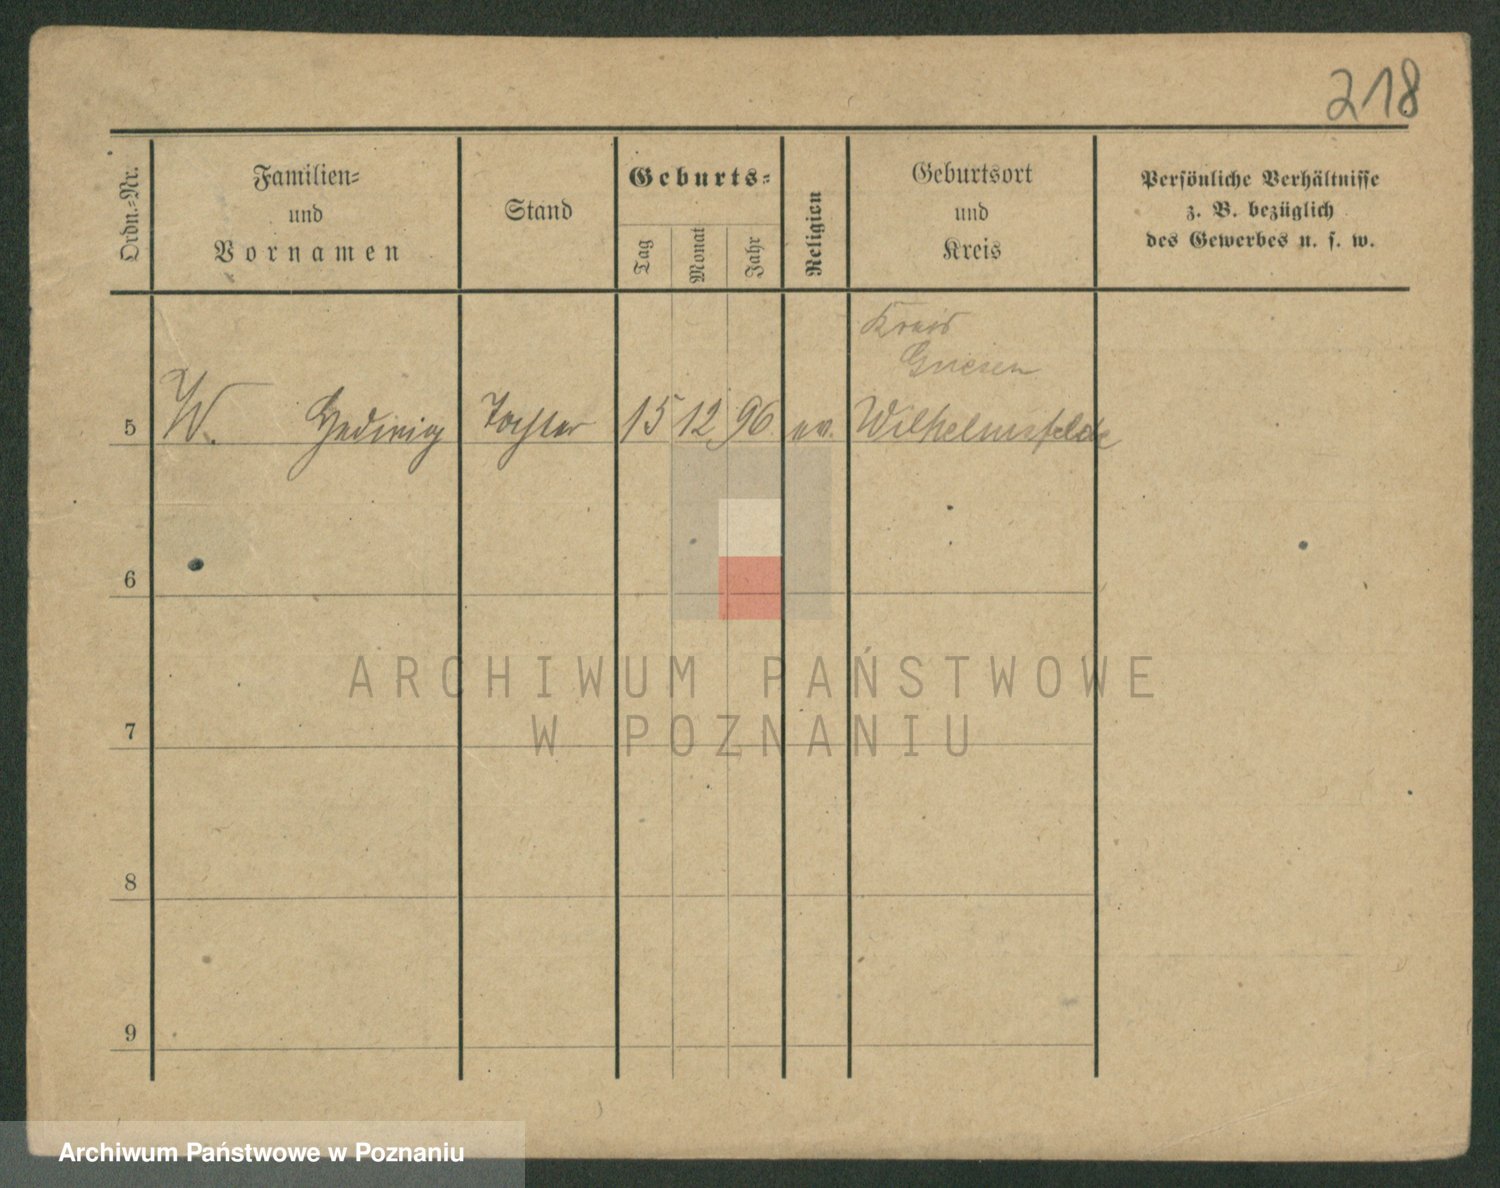 218
Ordn.-Nr.
Familien-
und
Vornamen
Stand
Geburts-
Tag
Monat
Jahr
Religion
Geburtsort
und
Kreis
Persönliche Verhältnisse
z. B. bezüglich
des Gewerbes u. s. w.
Kreis
Gnesen
5 W. Hedwig Tochter 15 12 96 ev. Wilhelmsfelde
6
ARCHIWUM PAŃSTWOWE
W POZNANIU
7
8
9
Archiwum Państwowe w Poznaniu